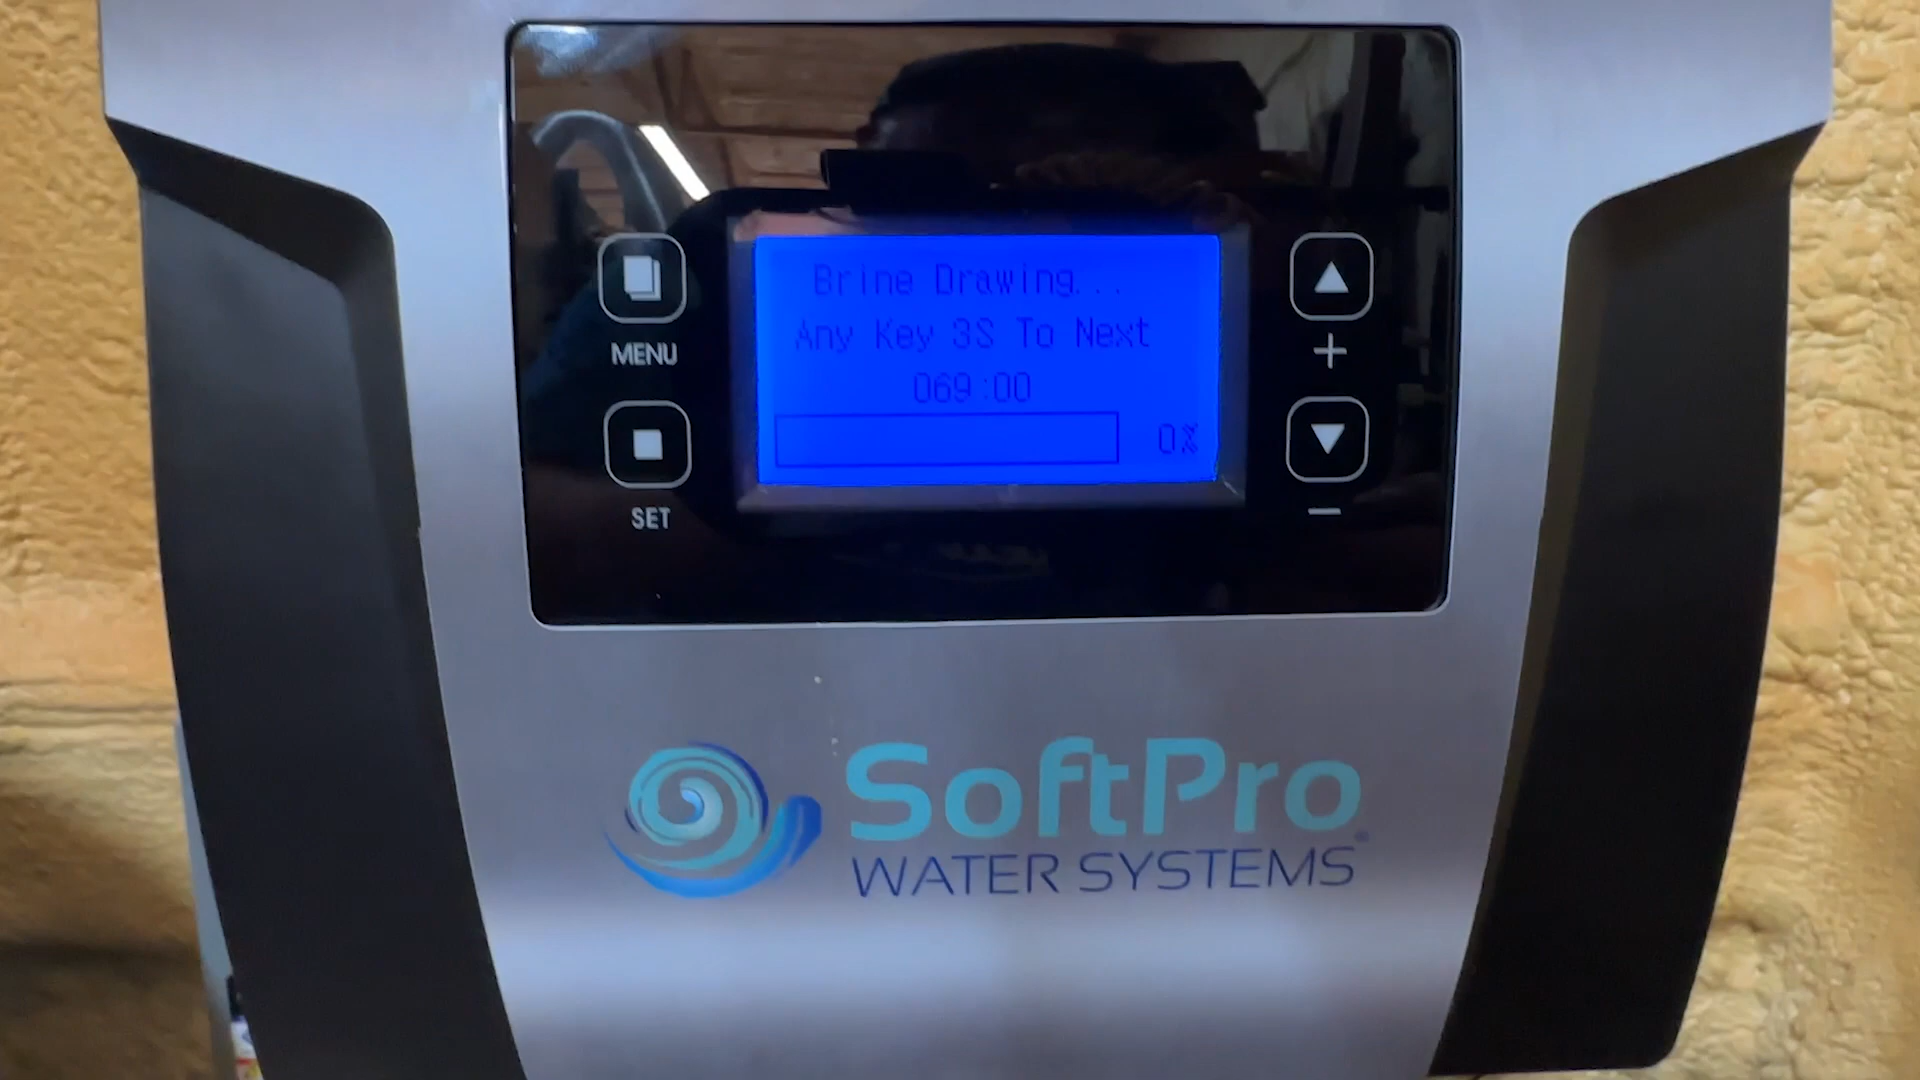 Brine Drawing...
Any Key 3S To Next
069:00
0%
MENU
SET
+
−
SoftPro
WATER SYSTEMS®